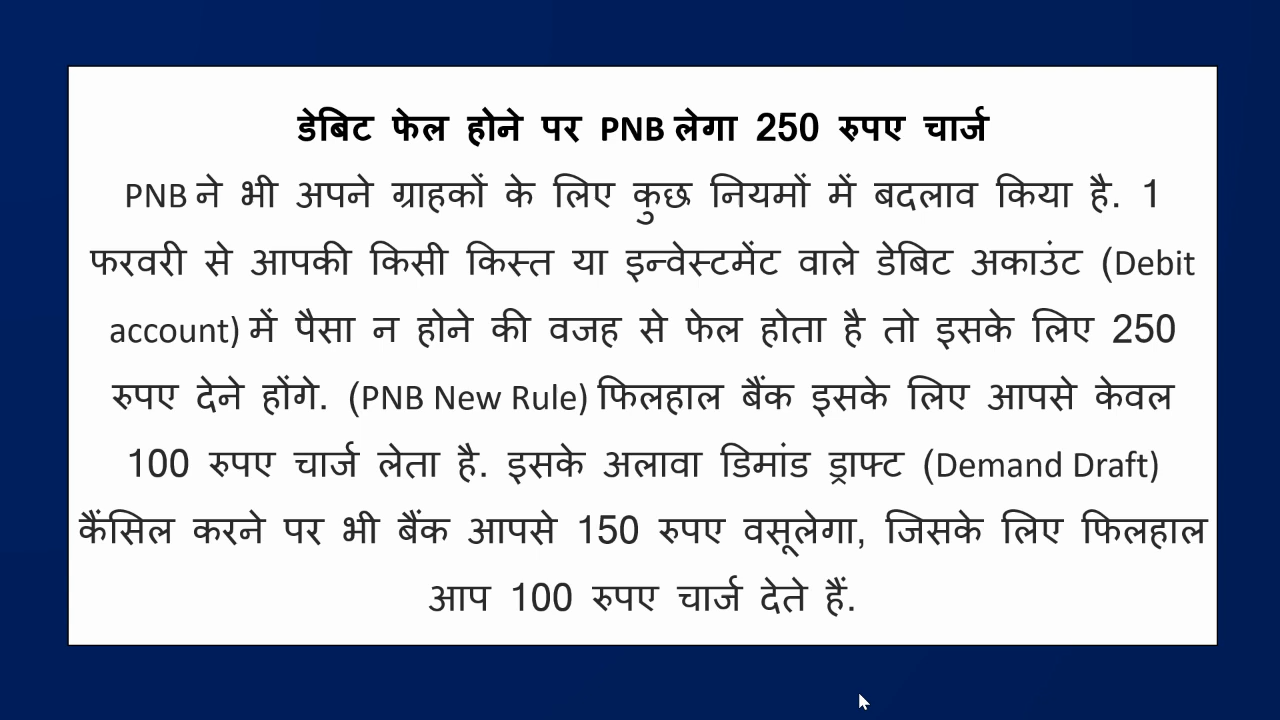 डेबिट फेल होने पर PNB लेगा 250 रुपए चार्ज
PNB ने भी अपने ग्राहकों के लिए कुछ नियमों में बदलाव किया है. 1
फरवरी से आपकी किसी किस्त या इन्वेस्टमेंट वाले डेबिट अकाउंट (Debit
account) में पैसा न होने की वजह से फेल होता है तो इसके लिए 250
रुपए देने होंगे. (PNB New Rule) फिलहाल बैंक इसके लिए आपसे केवल
100 रुपए चार्ज लेता है. इसके अलावा डिमांड ड्राफ्ट (Demand Draft)
कैंसिल करने पर भी बैंक आपसे 150 रुपए वसूलेगा, जिसके लिए फिलहाल
आप 100 रुपए चार्ज देते हैं.